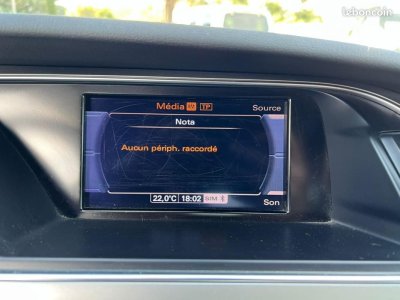 leboncoin
Média TP Source
Nota
Aucun périph. raccordé
22,0°C 18:02 SIM
Son